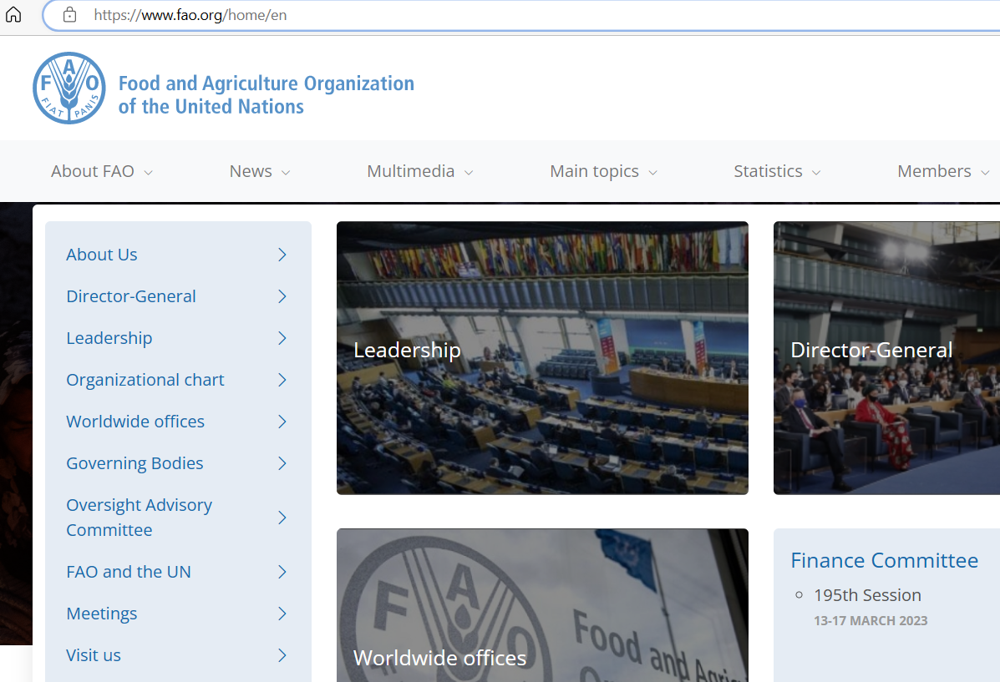 https://www.fao.org/home/en
F A O
FIAT PANIS
Food and Agriculture Organization
of the United Nations
About FAO
News
Multimedia
Main topics
Statistics
Members
About Us
Director-General
Leadership
Organizational chart
Worldwide offices
Governing Bodies
Oversight Advisory
Committee
FAO and the UN
Meetings
Visit us
Leadership
Director-General
F A O
Food and
Worldwide offices
Finance Committee
195th Session
13-17 MARCH 2023